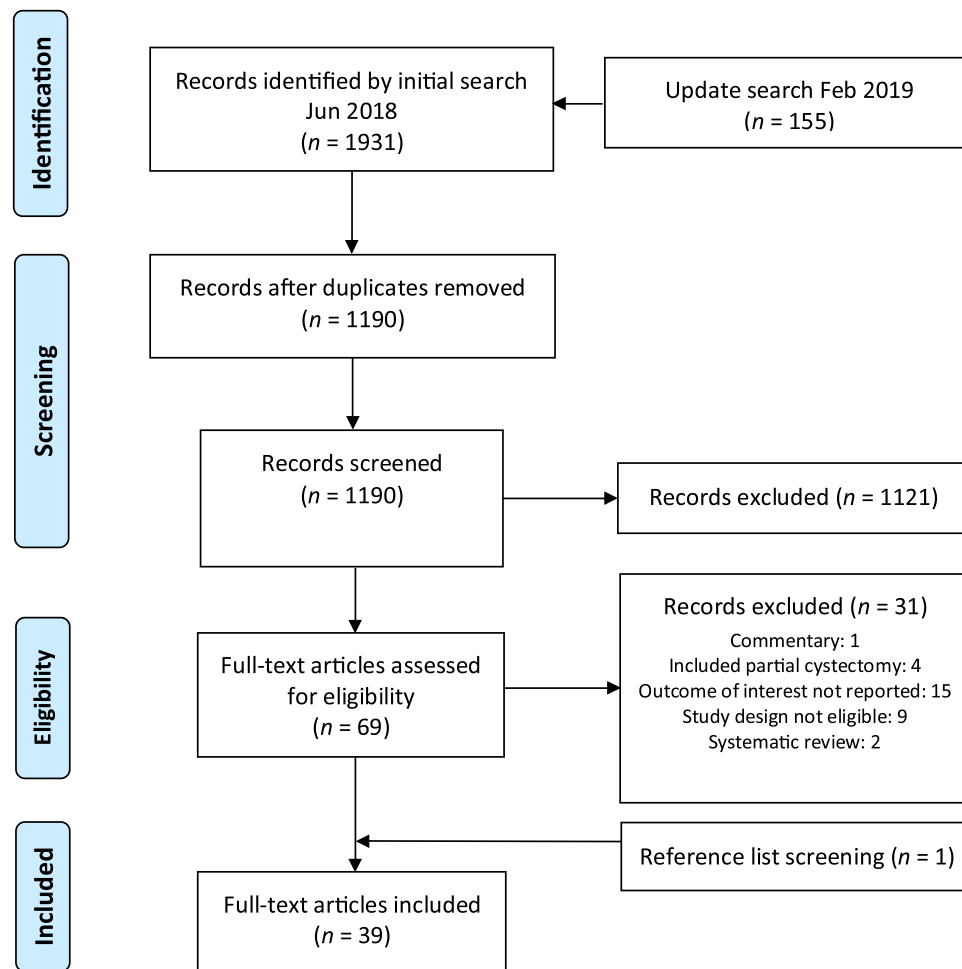 Identification
Records identified by initial search
Jun 2018
(n = 1931)
Update search Feb 2019
(n = 155)
Screening
Records after duplicates removed
(n = 1190)
Records screened
(n = 1190)
Records excluded (n = 1121)
Eligibility
Full-text articles assessed
for eligibility
(n = 69)
Records excluded (n = 31)
Commentary: 1
Included partial cystectomy: 4
Outcome of interest not reported: 15
Study design not eligible: 9
Systematic review: 2
Included
Reference list screening (n = 1)
Full-text articles included
(n = 39)